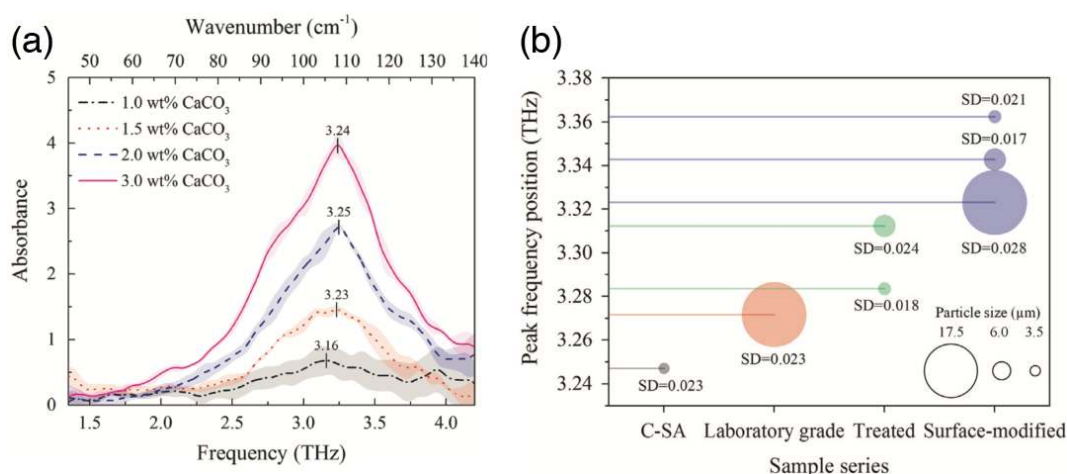 (a)
Wavenumber (cm⁻¹)
50 60 70 80 90 100 110 120 130 140
5
4
3
2
1
0
Absorbance
1.0 wt% CaCO₃
1.5 wt% CaCO₃
2.0 wt% CaCO₃
3.0 wt% CaCO₃
3.24
3.25
3.23
3.16
1.5 2.0 2.5 3.0 3.5 4.0
Frequency (THz)
(b)
3.38
3.36
3.34
3.32
3.28
3.26
3.24
Peak frequency position (THz)
SD=0.021
SD=0.017
SD=0.028
SD=0.024
SD=0.018
SD=0.023
SD=0.023
Particle size (µm)
17.5 6.0 3.5
C-SA Laboratory grade Treated Surface-modified
Sample series